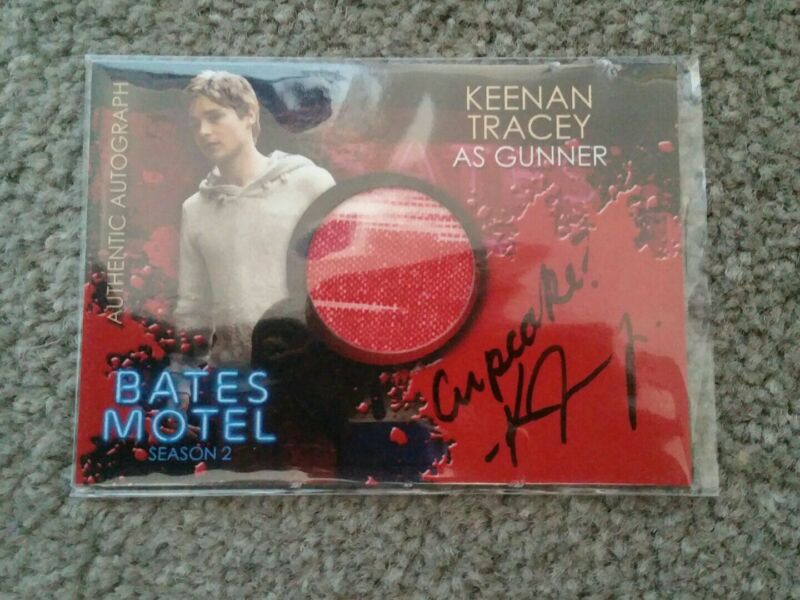 AUTHENTIC AUTOGRAPH
KEENAN
TRACEY
AS GUNNER
Cupcake?
BATES
MOTEL
SEASON 2